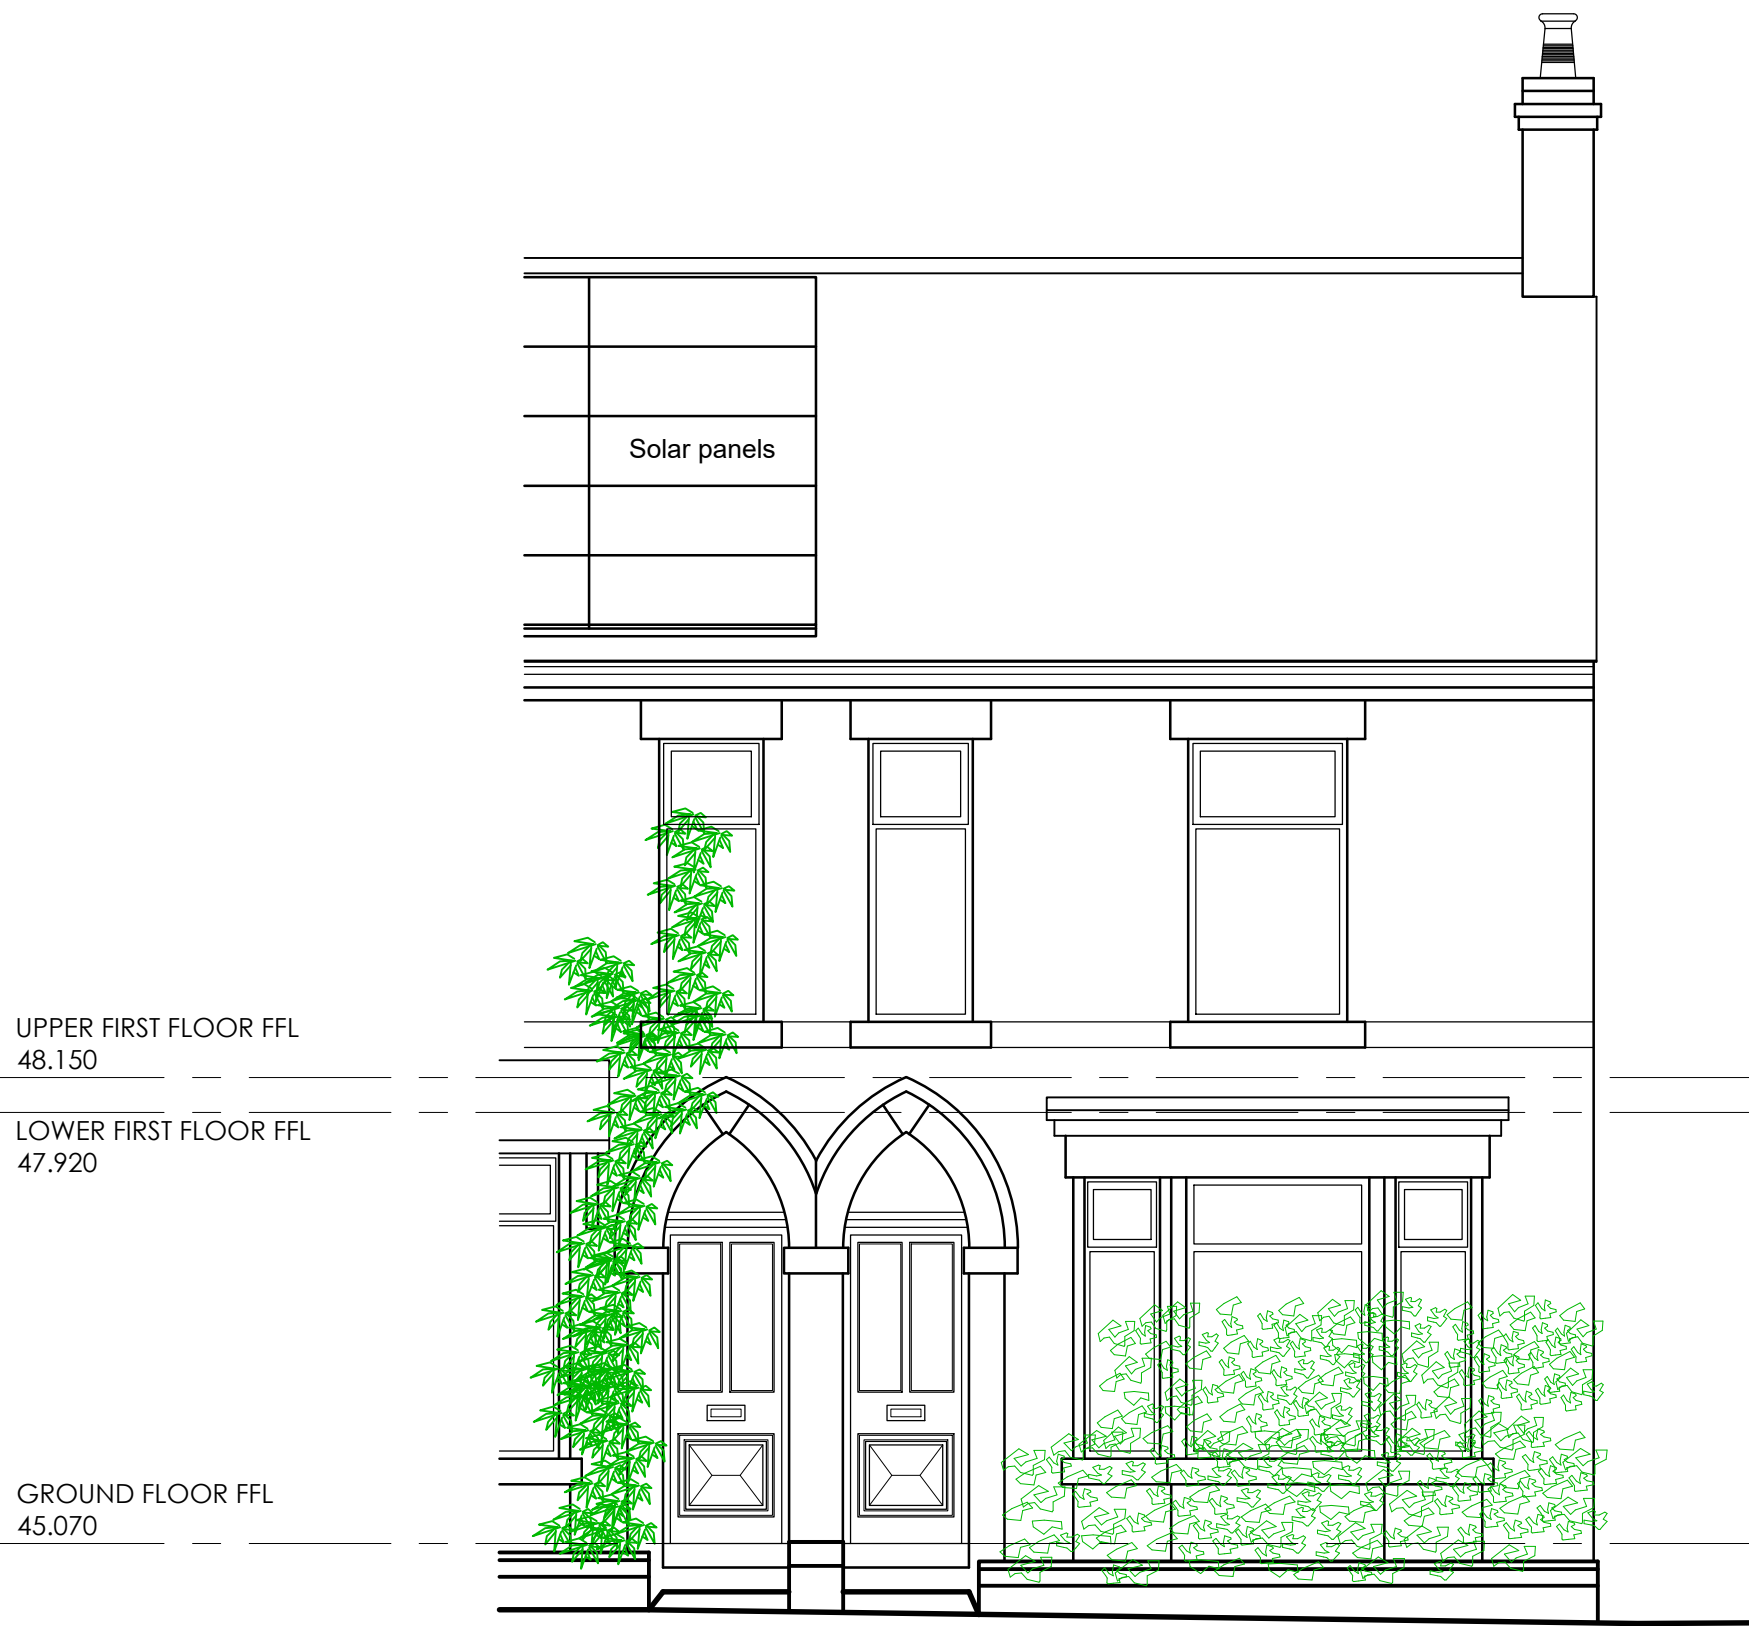 Solar panels
UPPER FIRST FLOOR FFL
48.150
LOWER FIRST FLOOR FFL
47.920
GROUND FLOOR FFL
45.070